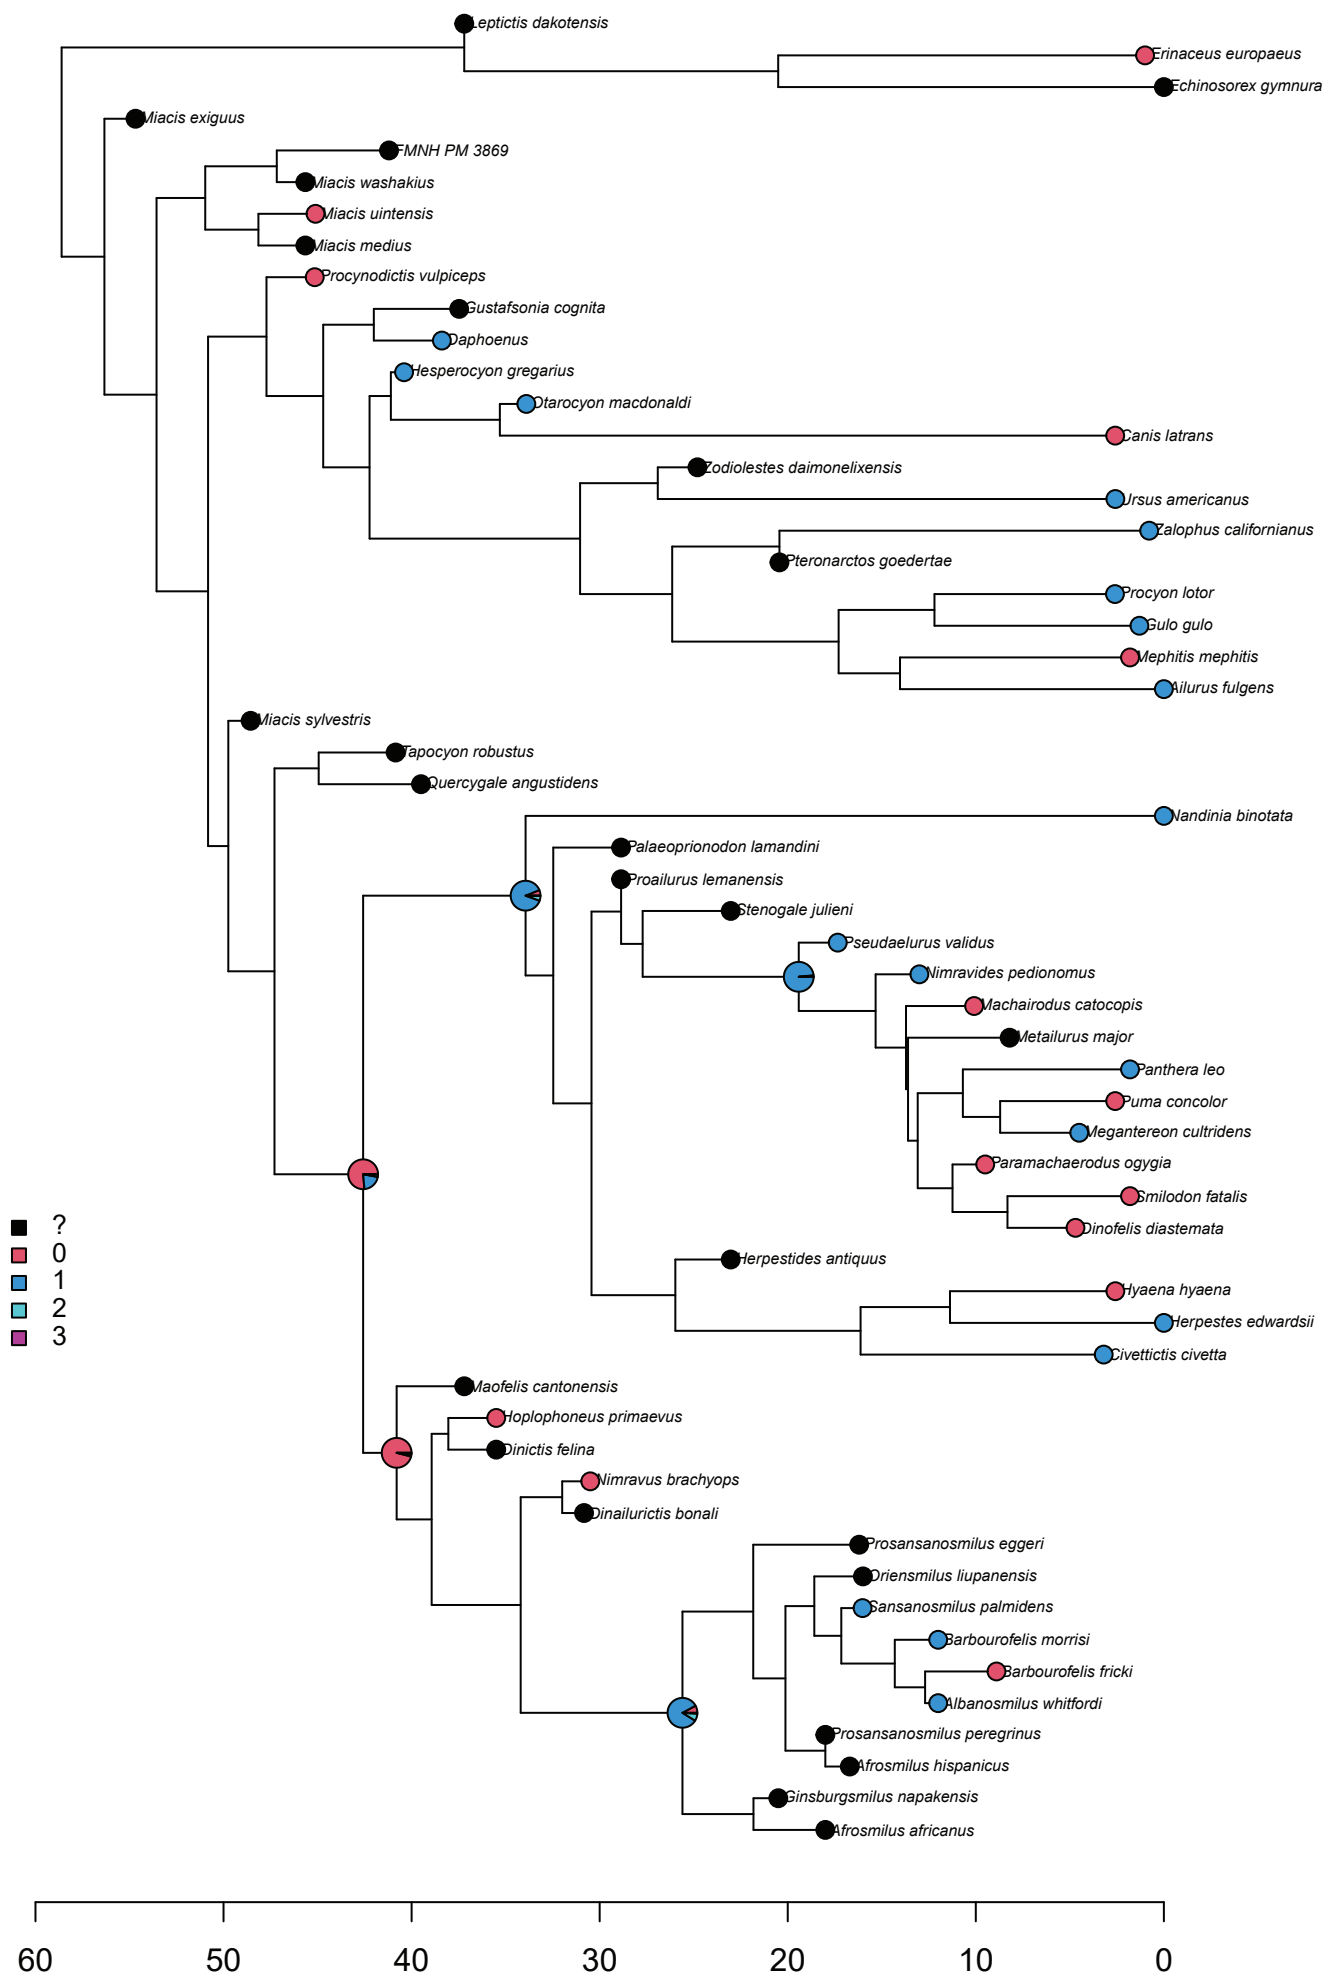 Leptictis dakotensis
Erinaceus europaeus
Echinosorex gymnura
Miacis exiguus
FMNH PM 3869
Miacis washakius
Miacis uintensis
Miacis medius
Procynodictis vulpiceps
Gustafsonia cognita
Daphoenus
Hesperocyon gregarius
Otarocyon macdonaldi
Canis latrans
Zodiolestes daimonelixensis
Ursus americanus
Zalophus californianus
Pteronarctos goedertae
Procyon lotor
Gulo gulo
Mephitis mephitis
Ailurus fulgens
Miacis sylvestris
Tapocyon robustus
Quercygale angustidens
Nandinia binotata
Palaeoprionodon lamandini
Proailurus lemanensis
Stenogale julieni
Pseudaelurus validus
Nimravides pedionomus
Machairodus catocopis
Metailurus major
Panthera leo
Puma concolor
Megantereon cultridens
Paramachaerodus ogygia
Smilodon fatalis
Dinofelis diastemata
Herpestides antiquus
Hyaena hyaena
Herpestes edwardsii
Civettictis civetta
Maofelis cantonensis
Hoplophoneus primaevus
Dinictis felina
Nimravus brachyops
Dinailurictis bonali
Prosansanosmilus eggeri
Oriensmilus liupanensis
Sansanosmilus palmidens
Barbourofelis morrisi
Barbourofelis fricki
Albanosmilus whitfordi
Prosansanosmilus peregrinus
Afrosmilus hispanicus
Ginsburgsmilus napakensis
Afrosmilus africanus
?
0
1
2
3
60 50 40 30 20 10 0